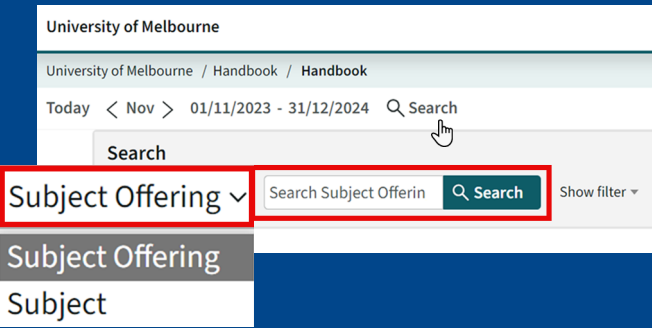 University of Melbourne
University of Melbourne / Handbook / Handbook
Today < Nov > 01/11/2023 - 31/12/2024 Search
Search
Subject Offering Search Subject Offerin Search Show filter
Subject Offering
Subject